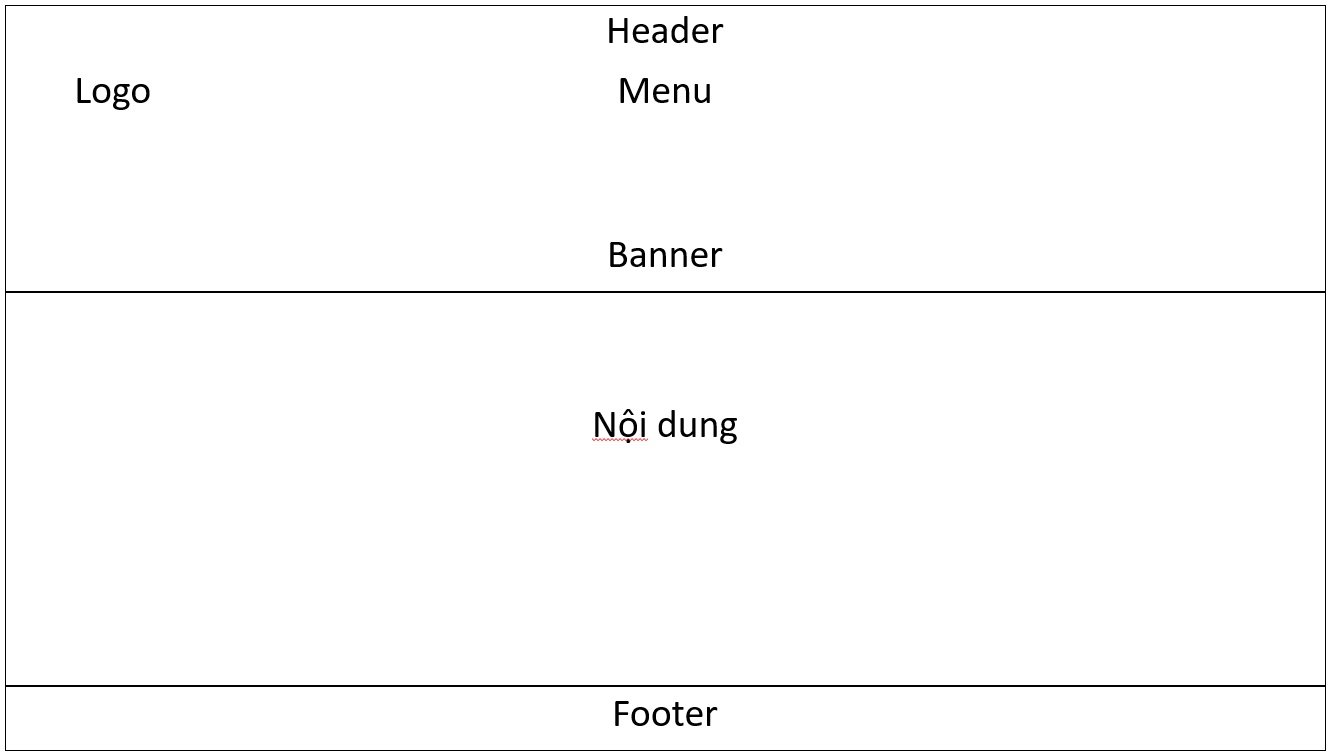 Header
Logo Menu
Banner
Nội dung
Footer